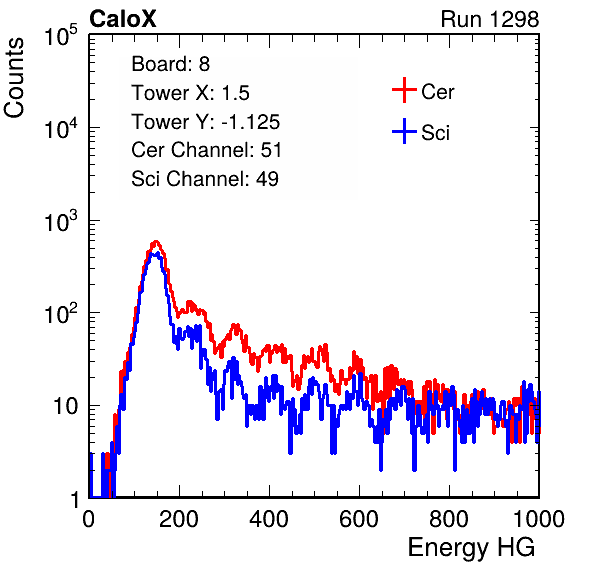 CaloX Run 1298
Counts
Board: 8
Tower X: 1.5
Tower Y: -1.125
Cer Channel: 51
Sci Channel: 49
Cer
Sci
10^5
10^4
10^3
10^2
10
1
0 200 400 600 800 1000
Energy HG